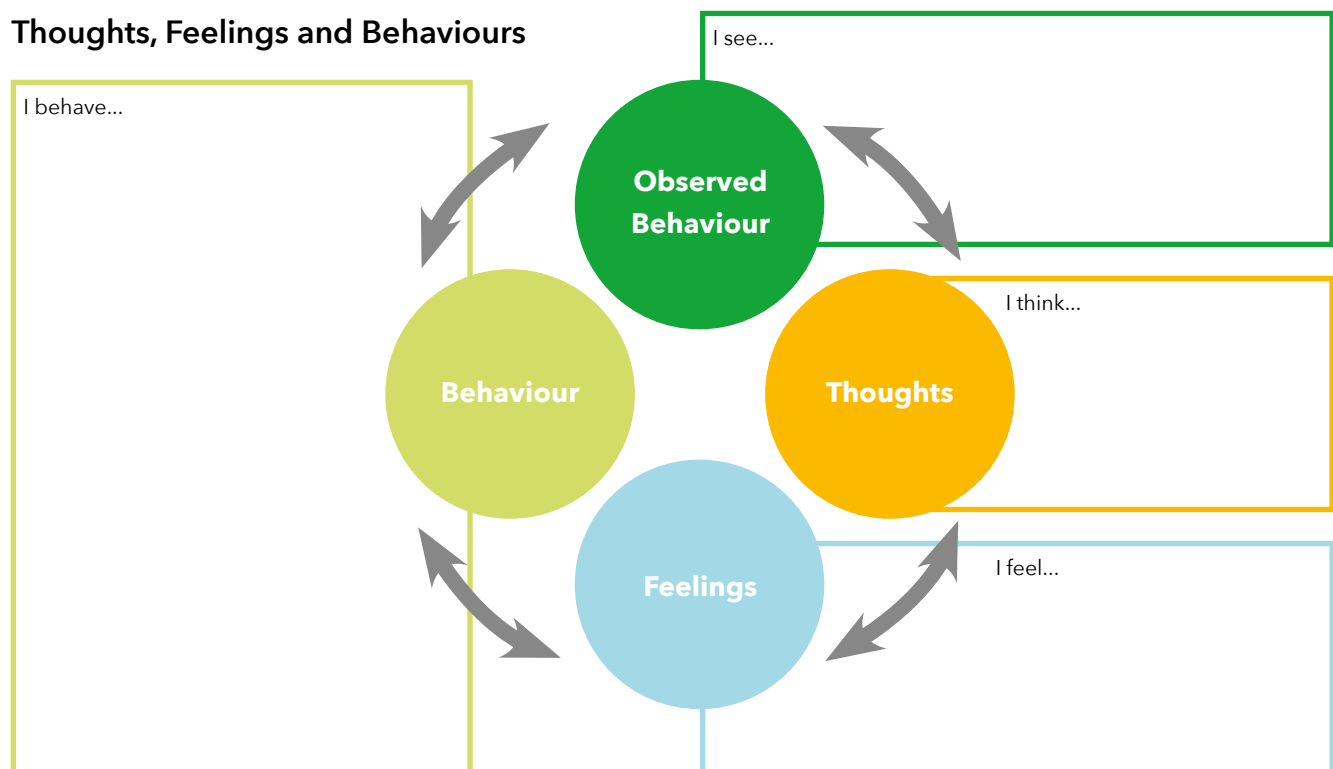 Thoughts, Feelings and Behaviours
I see...
I behave...
Observed
Behaviour
I think...
Behaviour
Thoughts
I feel...
Feelings